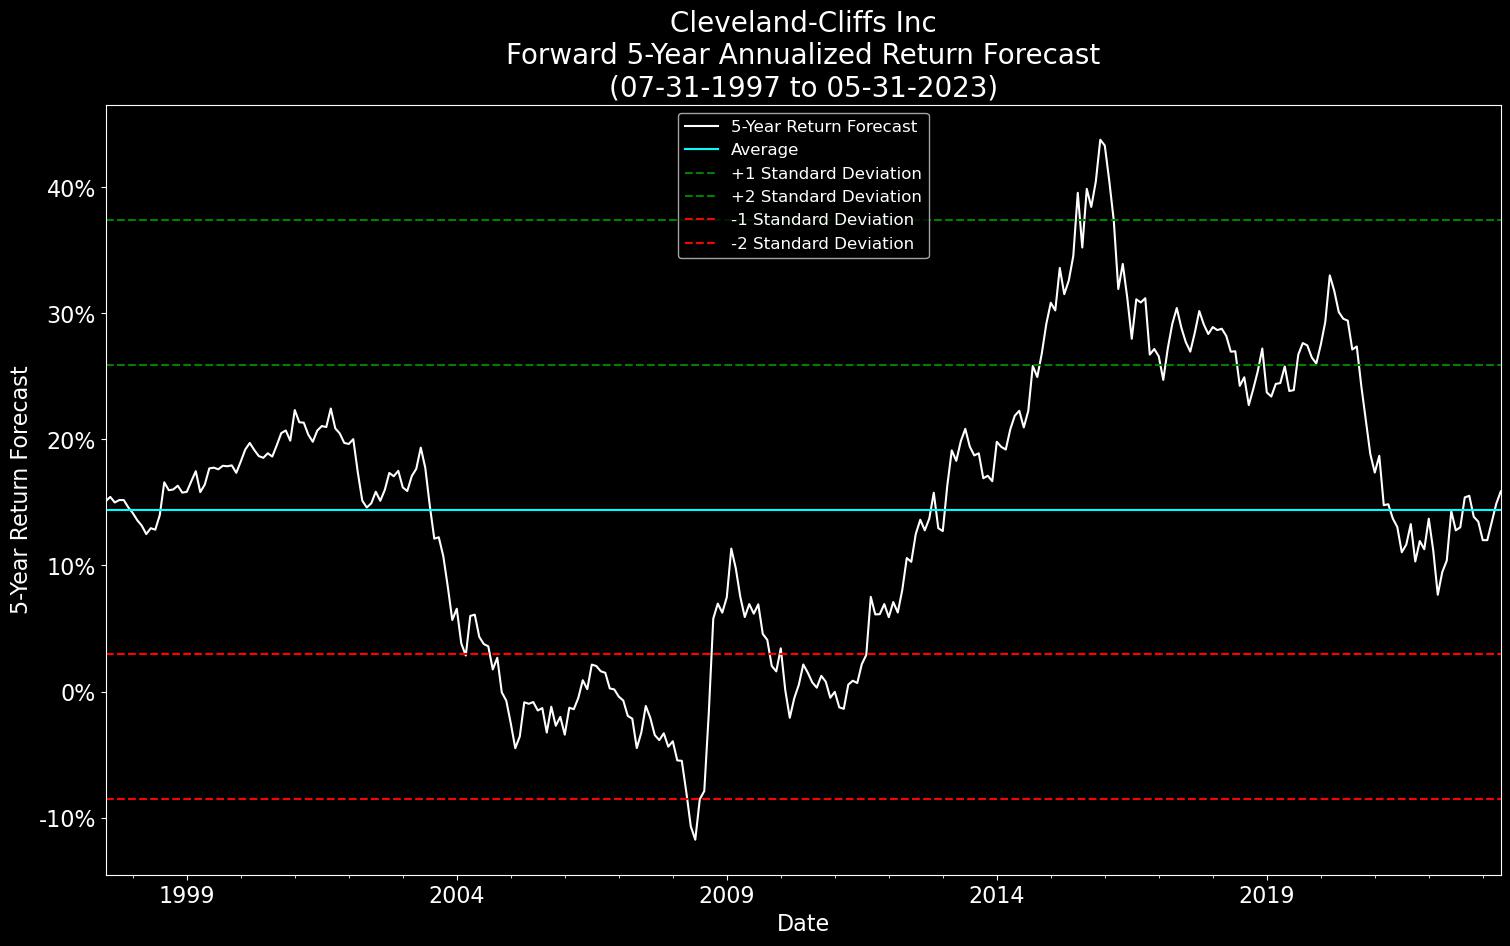 Cleveland-Cliffs Inc
Forward 5-Year Annualized Return Forecast
(07-31-1997 to 05-31-2023)
5-Year Return Forecast
Average
+1 Standard Deviation
+2 Standard Deviation
-1 Standard Deviation
-2 Standard Deviation
5-Year Return Forecast
40%
30%
20%
10%
0%
-10%
1999
2004
2009
2014
2019
Date